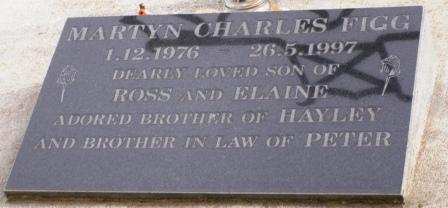 MARTYN CHARLES FIGG
1.12.1976 - 26.5.1997
DEARLY LOVED SON OF
ROSS AND ELAINE
ADORED BROTHER OF HAYLEY
AND BROTHER IN LAW OF PETER